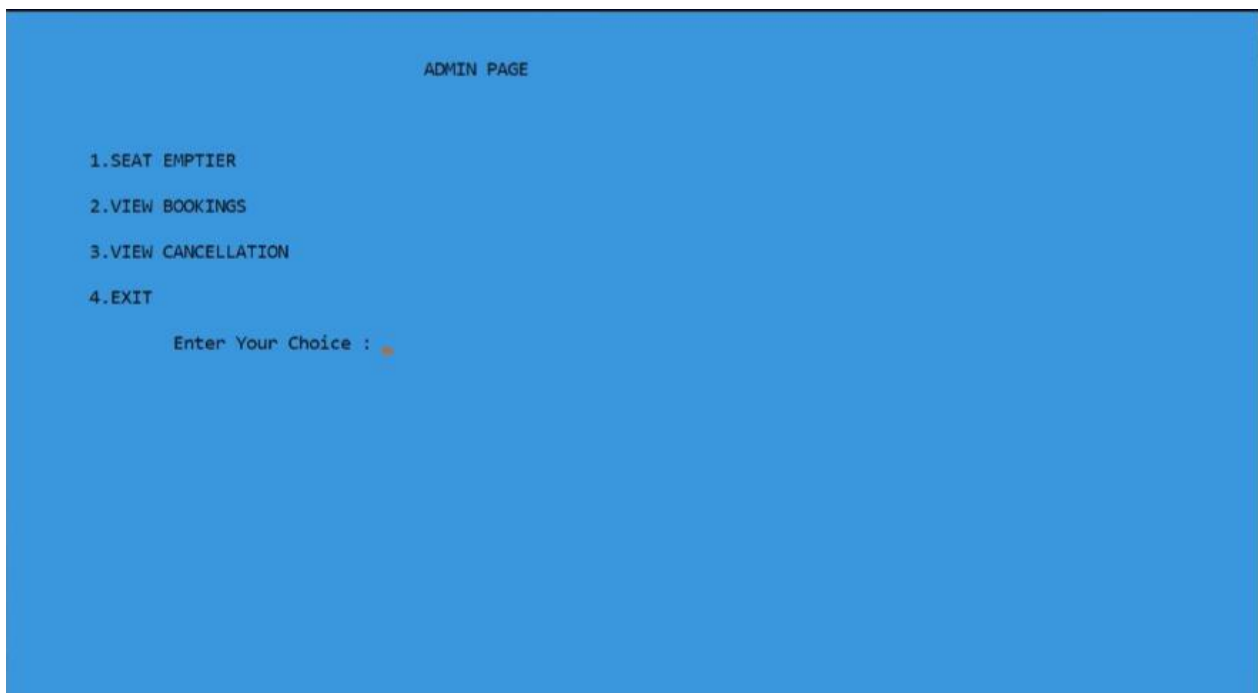 ADMIN PAGE
1.SEAT EMPTIER
2.VIEW BOOKINGS
3.VIEW CANCELLATION
4.EXIT
Enter Your Choice :